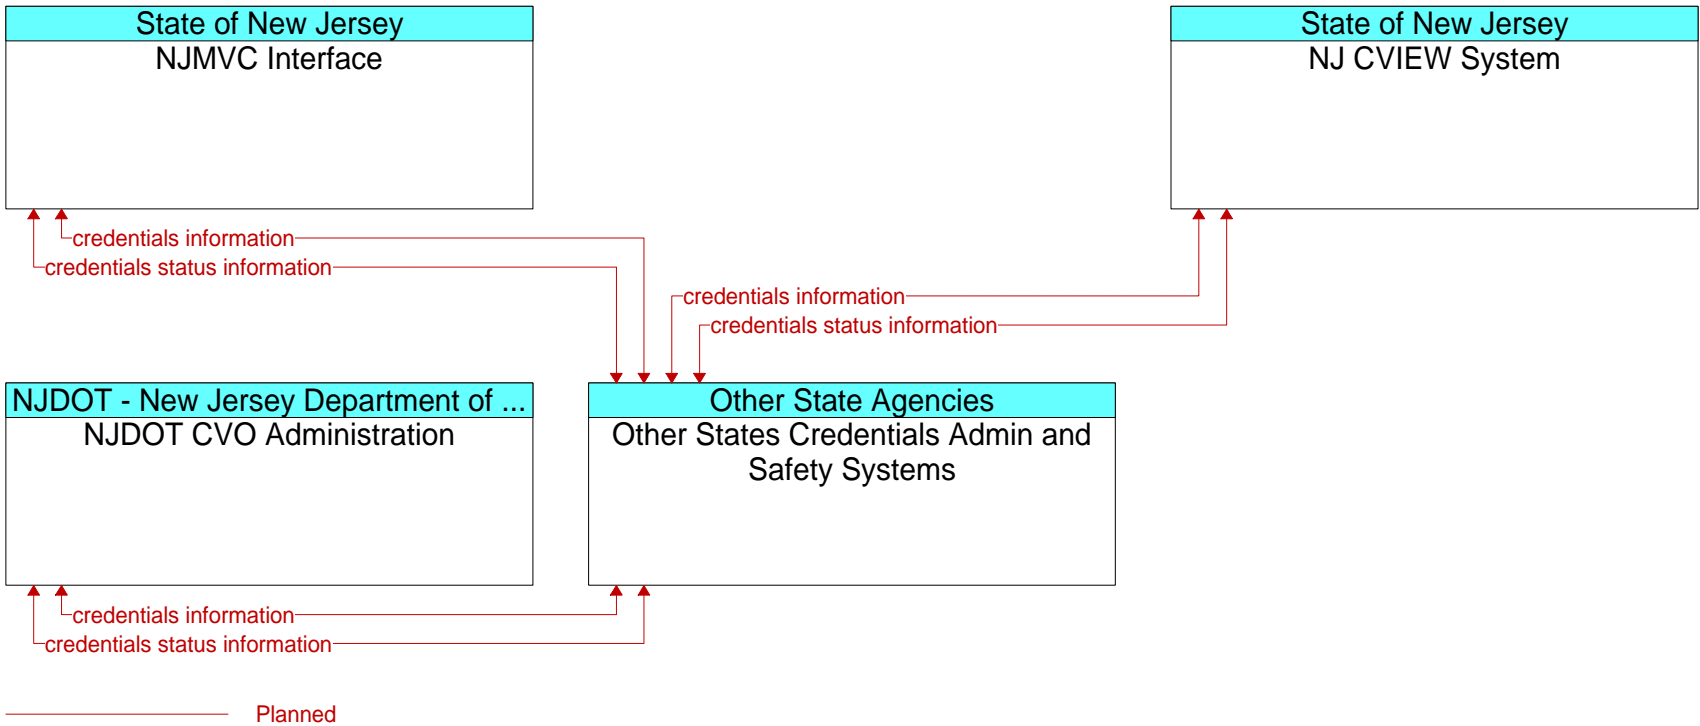 State of New Jersey
NJMVC Interface
State of New Jersey
NJ CVIEW System
credentials information
credentials status information
credentials information
credentials status information
NJDOT - New Jersey Department of ...
NJDOT CVO Administration
Other State Agencies
Other States Credentials Admin and
Safety Systems
credentials information
credentials status information
Planned